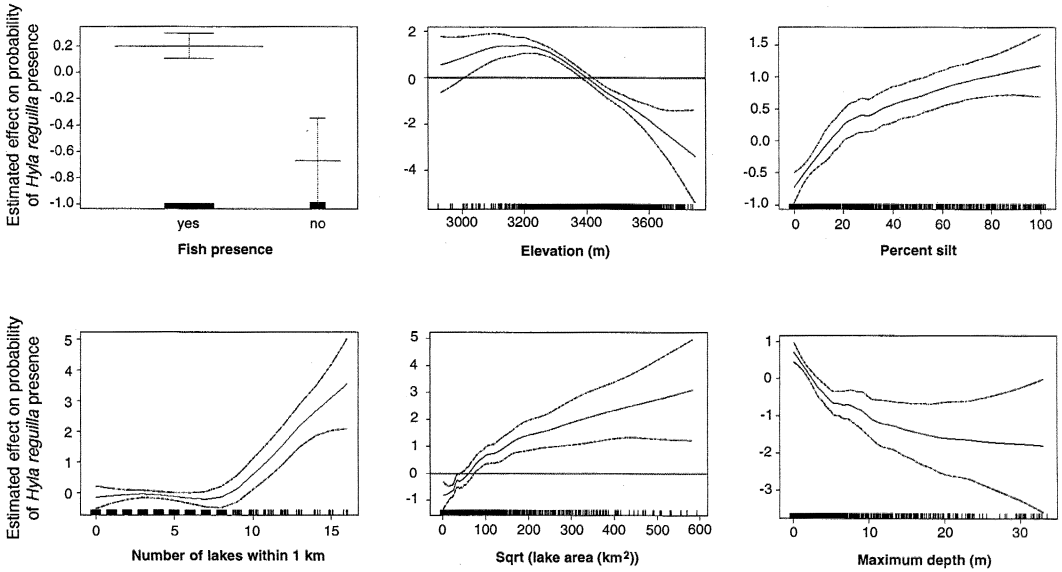 Estimated effect on probability
of Hyla reguilla presence
0.2
0.0
-0.2
-0.4
-0.6
-0.8
-1.0
yes no
Fish presence
2
0
-2
-4
3000 3200 3400 3600
Elevation (m)
1.5
1.0
0.5
0.0
-0.5
-1.0
0 20 40 60 80 100
Percent silt
Estimated effect on probability
of Hyla reguilla presence
5
4
3
2
1
0
0 5 10 15
Number of lakes within 1 km
5
4
3
2
1
0
-1
0 100 200 300 400 500 600
Sqrt (lake area (km²))
1
0
-1
-2
-3
0 10 20 30
Maximum depth (m)